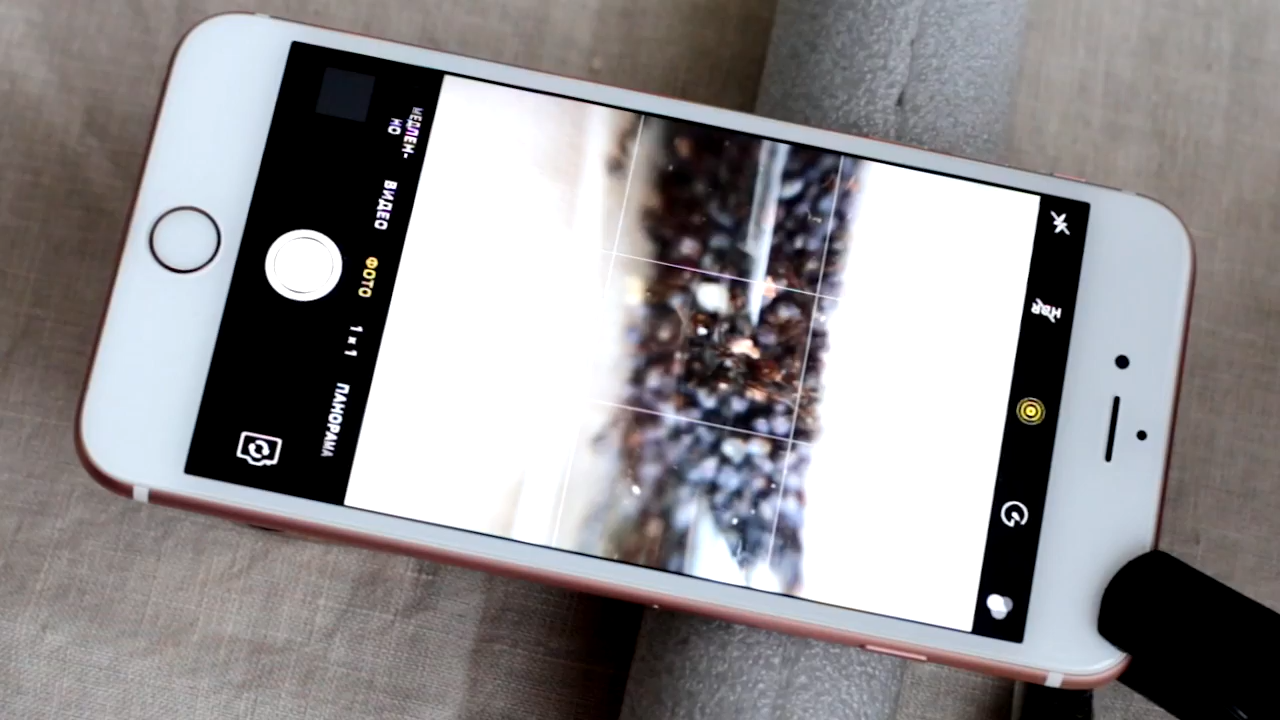 МЕДЛЕН-
НО
ВИДЕО
ФОТО
1 × 1
ПАНОРАМА
HDR